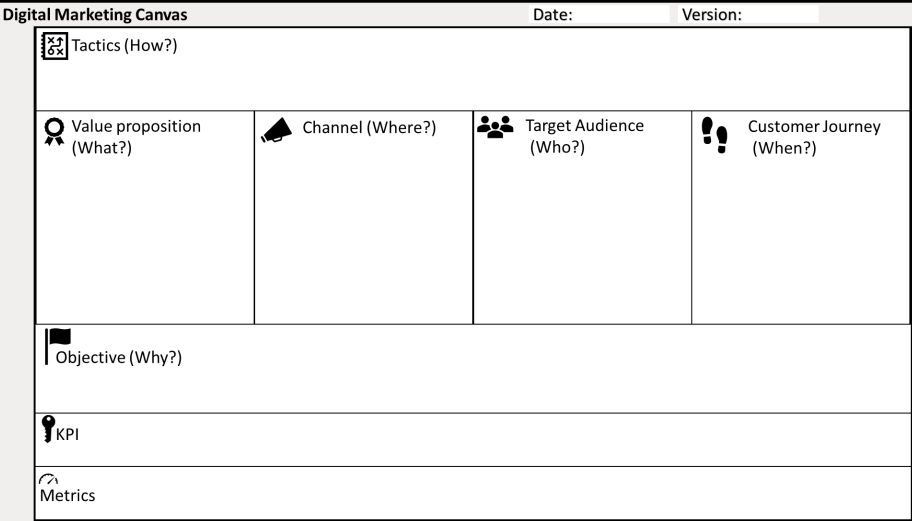 Digital Marketing Canvas
Date:
Version:
Tactics (How?)
Value proposition
(What?)
Channel (Where?)
Target Audience
(Who?)
Customer Journey
(When?)
Objective (Why?)
KPI
Metrics